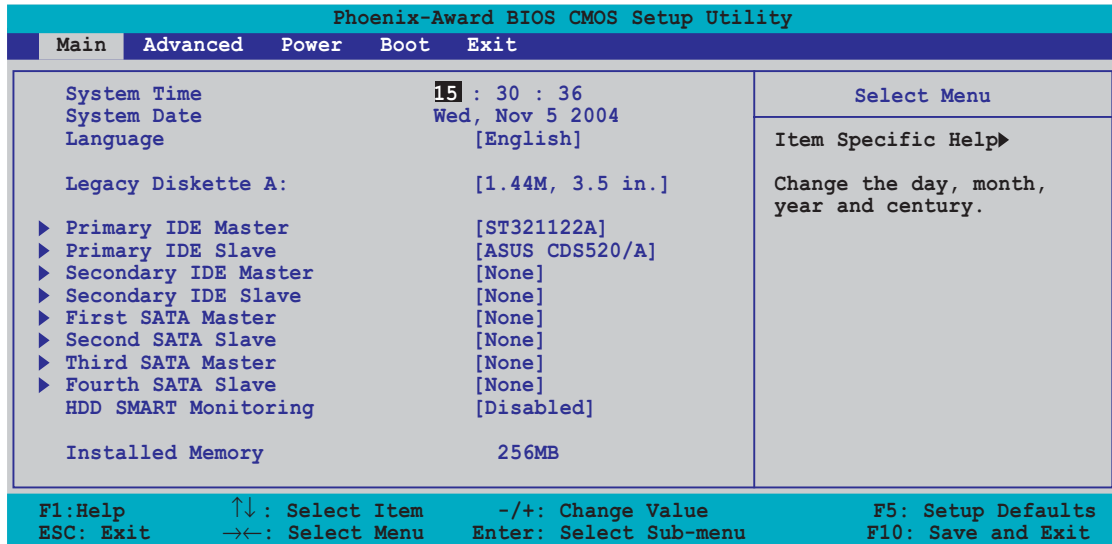 Phoenix-Award BIOS CMOS Setup Utility
Main Advanced Power Boot Exit
System Time 15 : 30 : 36
System Date Wed, Nov 5 2004
Language [English]
Legacy Diskette A: [1.44M, 3.5 in.]
Primary IDE Master [ST321122A]
Primary IDE Slave [ASUS CDS520/A]
Secondary IDE Master [None]
Secondary IDE Slave [None]
First SATA Master [None]
Second SATA Slave [None]
Third SATA Master [None]
Fourth SATA Slave [None]
HDD SMART Monitoring [Disabled]
Installed Memory 256MB
Select Menu
Item Specific Help▶
Change the day, month,
year and century.
F1:Help ↑↓: Select Item -/+: Change Value F5: Setup Defaults
ESC: Exit →←: Select Menu Enter: Select Sub-menu F10: Save and Exit